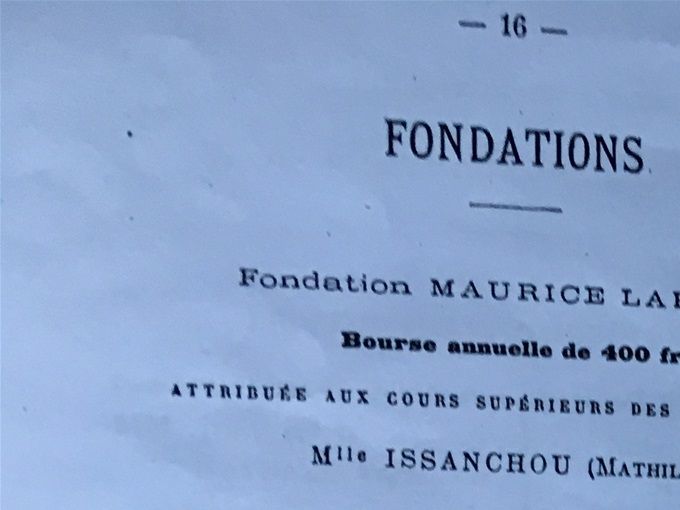 — 16 —
FONDATIONS
Fondation MAURICE
Bourse annuelle de 400
ATTRIBUÉE AUX COURS SUPÉRIEURS DES
Mlle ISSANCHOU